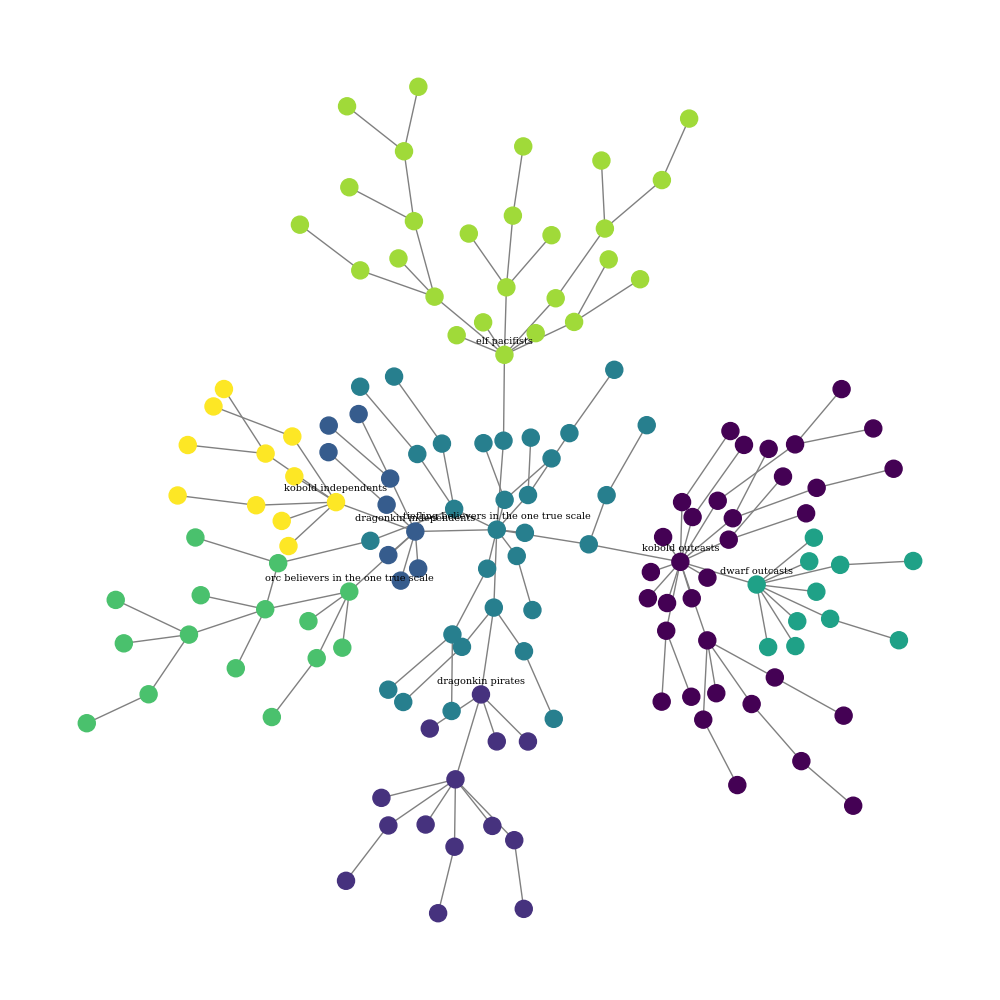 elf pacifists
kobold independents
believers in the one true scale
dragonkin independents
kobold outcasts
dwarf outcasts
orc believers in the one true scale
dragonkin pirates